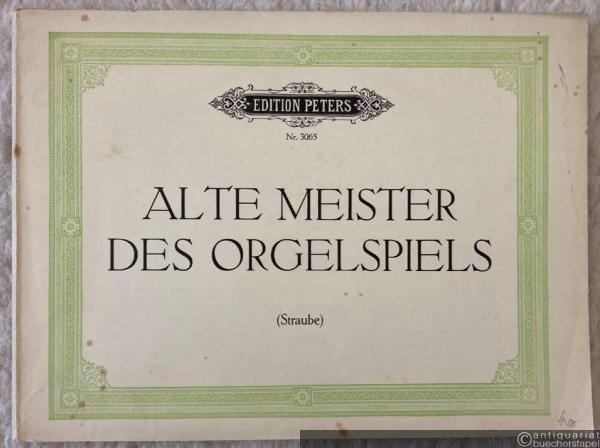 EDITION PETERS
Nr. 3065
ALTE MEISTER
DES ORGELSPIELS
(Straube)
antiquariat
buecherstapel